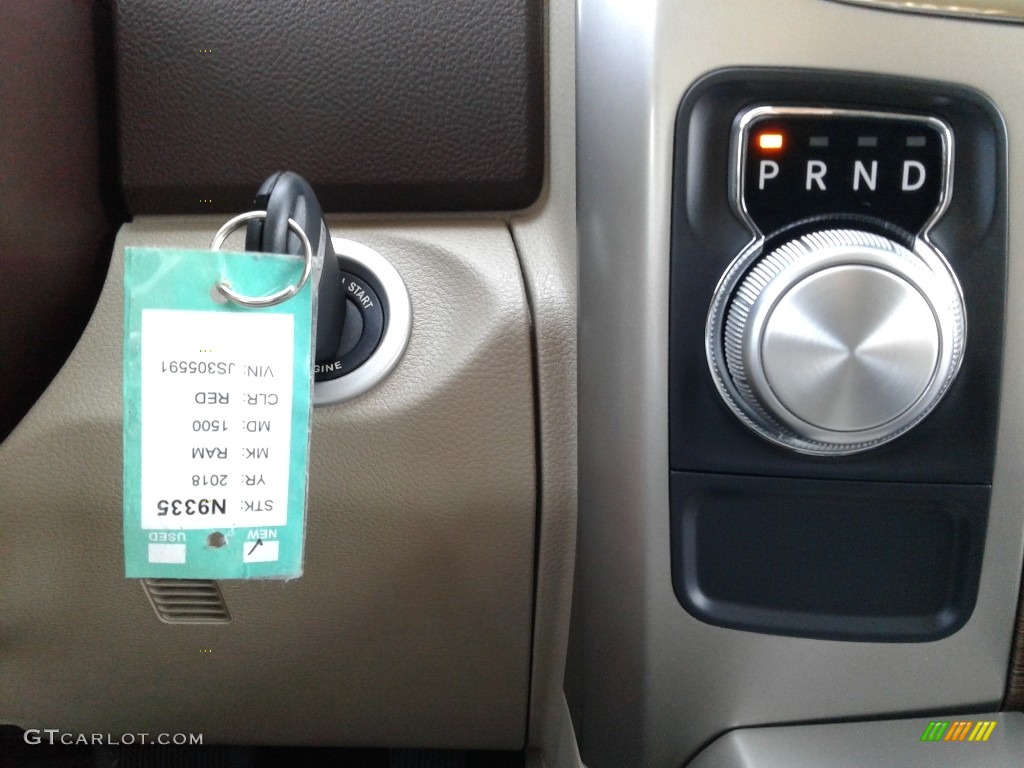 P R N D
START
GINE
NEW USED
STK: N9335
YR: 2018
MK: RAM
MD: 1500
CLR: RED
VIN: JS305591
GTCARLOT.COM